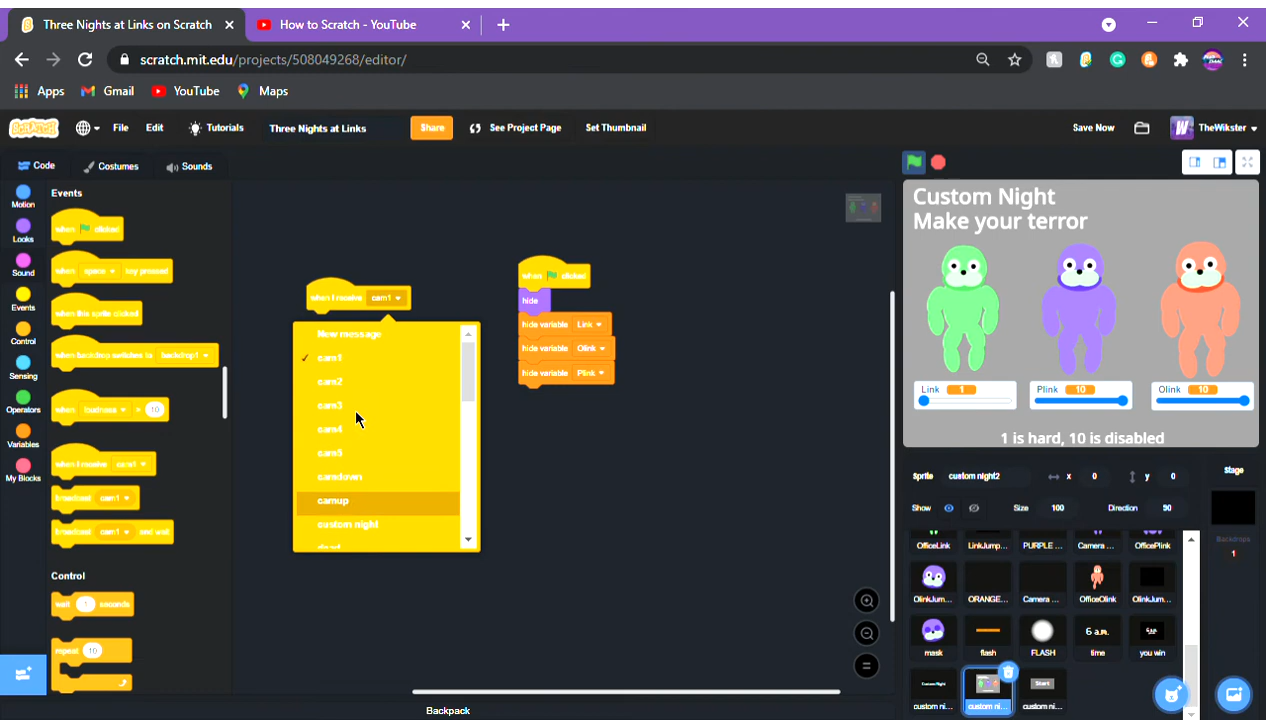 Three Nights at Links on Scratch
How to Scratch - YouTube
scratch.mit.edu/projects/508049268/editor/
Apps
Gmail
YouTube
Maps
SCRATCH
File
Edit
Tutorials
Three Nights at Links
Share
See Project Page
Set Thumbnail
Save Now
TheWikster
Code
Costumes
Sounds
Motion
Looks
Sound
Events
Control
Sensing
Operators
Variables
My Blocks
Events
when clicked
when space key pressed
when this sprite clicked
when backdrop switches to backdrop1
when loudness > 10
when I receive cam1
broadcast cam1
broadcast cam1 and wait
Control
wait 1 seconds
repeat 10
when I receive cam1
New message
cam1
cam2
cam3
cam4
cam5
camdown
camup
custom night
when clicked
hide
hide variable Link
hide variable Olink
hide variable Plink
Backpack
Custom Night
Make your terror
Link 1
Plink 10
Olink 10
1 is hard, 10 is disabled
Sprite custom night2 x 0 y 0
Show Size 100 Direction 90
Stage
Backdrops
1
OfficeLink
LinkJump...
PURPLE ...
Camera ...
OfficePlink
OlinkJum...
ORANGE...
Camera ...
OfficeOlink
OlinkJum...
6 a.m.
mask
flash
FLASH
time
you win
Custom Night
Start
custom ni...
custom ni...
custom ni...